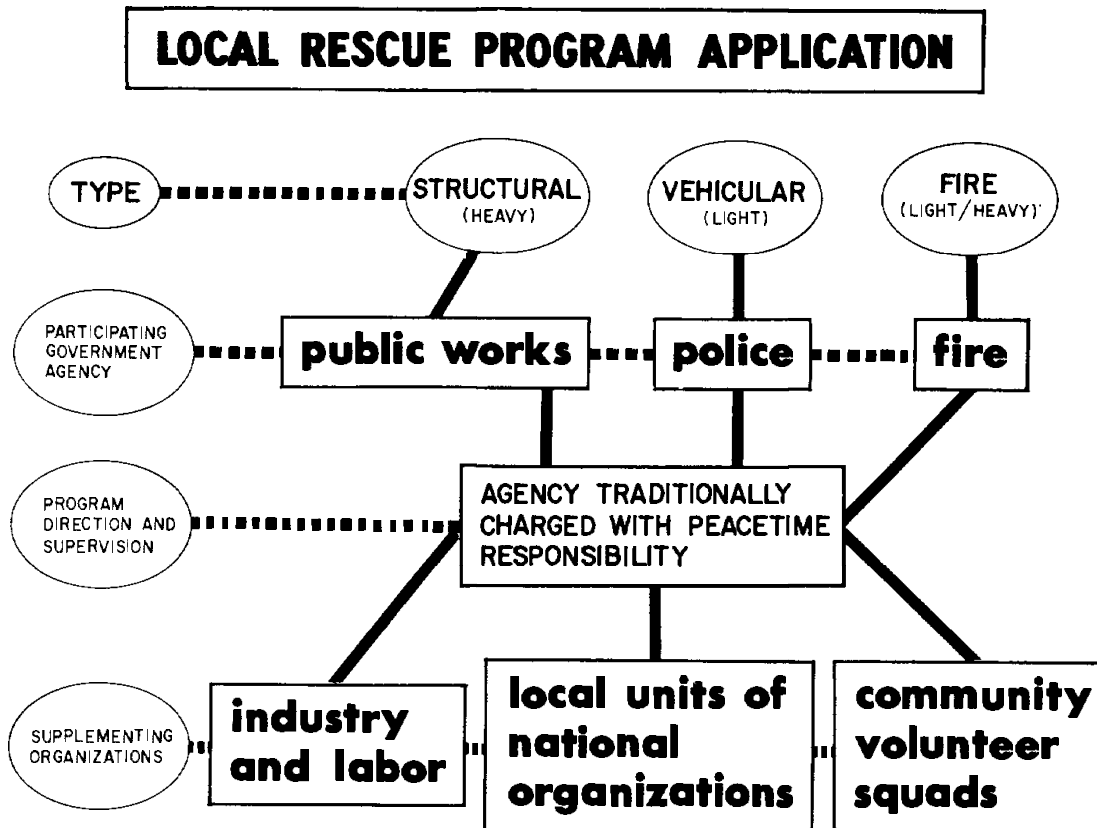 LOCAL RESCUE PROGRAM APPLICATION
TYPE
STRUCTURAL
(HEAVY)
VEHICULAR
(LIGHT)
FIRE
(LIGHT/HEAVY)
PARTICIPATING
GOVERNMENT
AGENCY
public works
police
fire
PROGRAM
DIRECTION AND
SUPERVISION
AGENCY TRADITIONALLY
CHARGED WITH PEACETIME
RESPONSIBILITY
SUPPLEMENTING
ORGANIZATIONS
industry
and labor
local units of
national
organizations
community
volunteer
squads